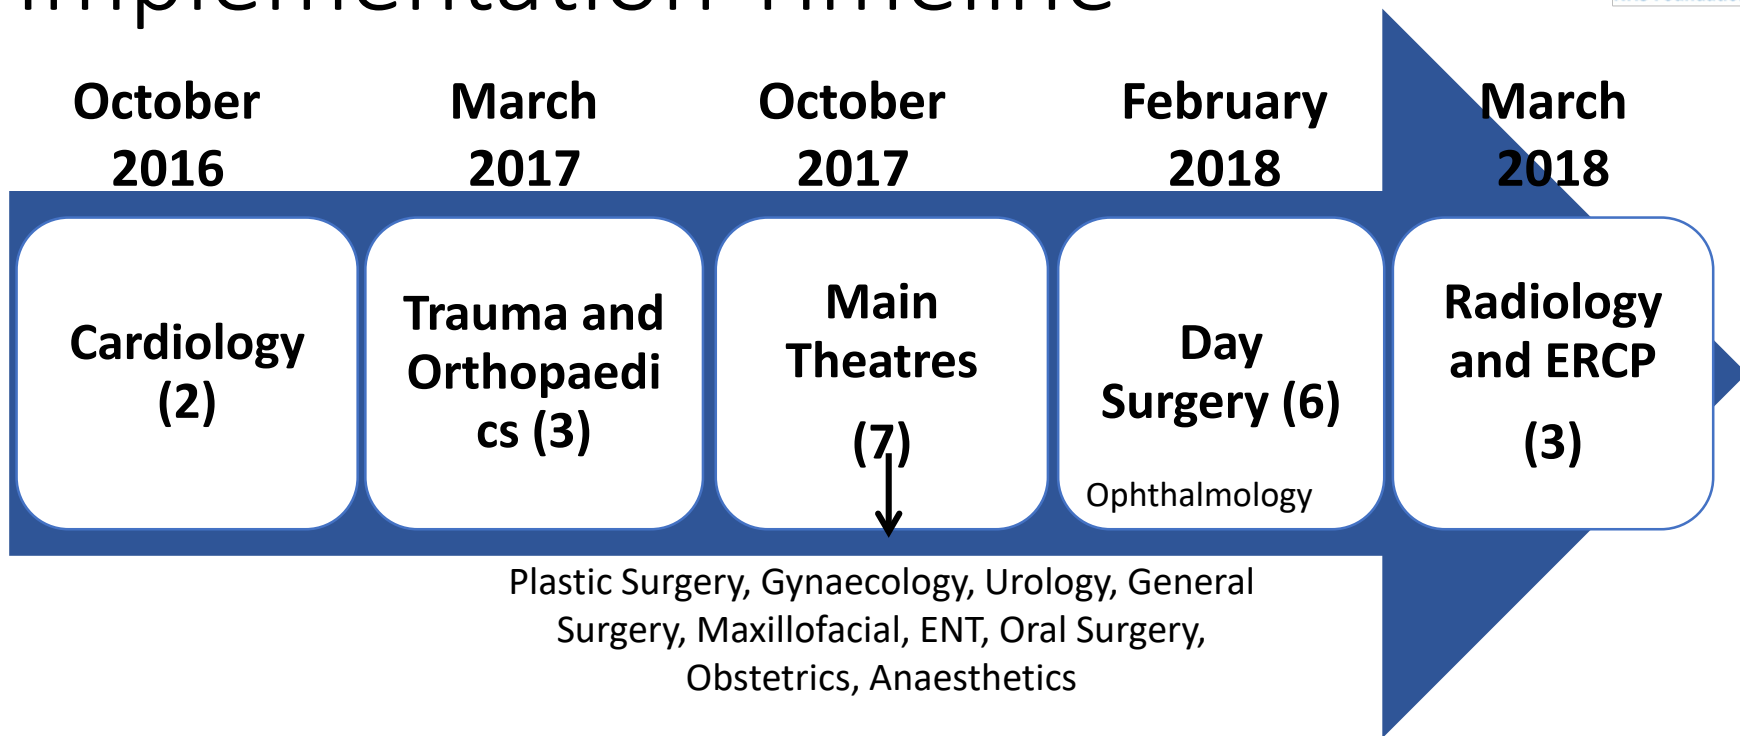 Implementation Timeline
October
2016
March
2017
October
2017
February
2018
March
2018
Cardiology
(2)
Trauma and
Orthopaedi
cs (3)
Main
Theatres
(7)
Day
Surgery (6)
Ophthalmology
Radiology
and ERCP
(3)
Plastic Surgery, Gynaecology, Urology, General
Surgery, Maxillofacial, ENT, Oral Surgery,
Obstetrics, Anaesthetics